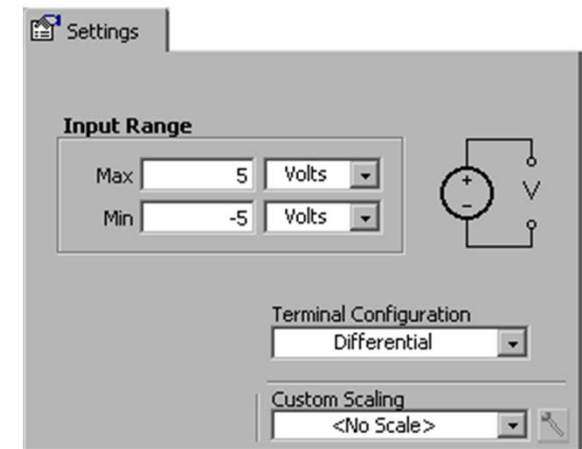 Settings
Input Range
Max 5 Volts
Min -5 Volts
V
Terminal Configuration
Differential
Custom Scaling
<No Scale>